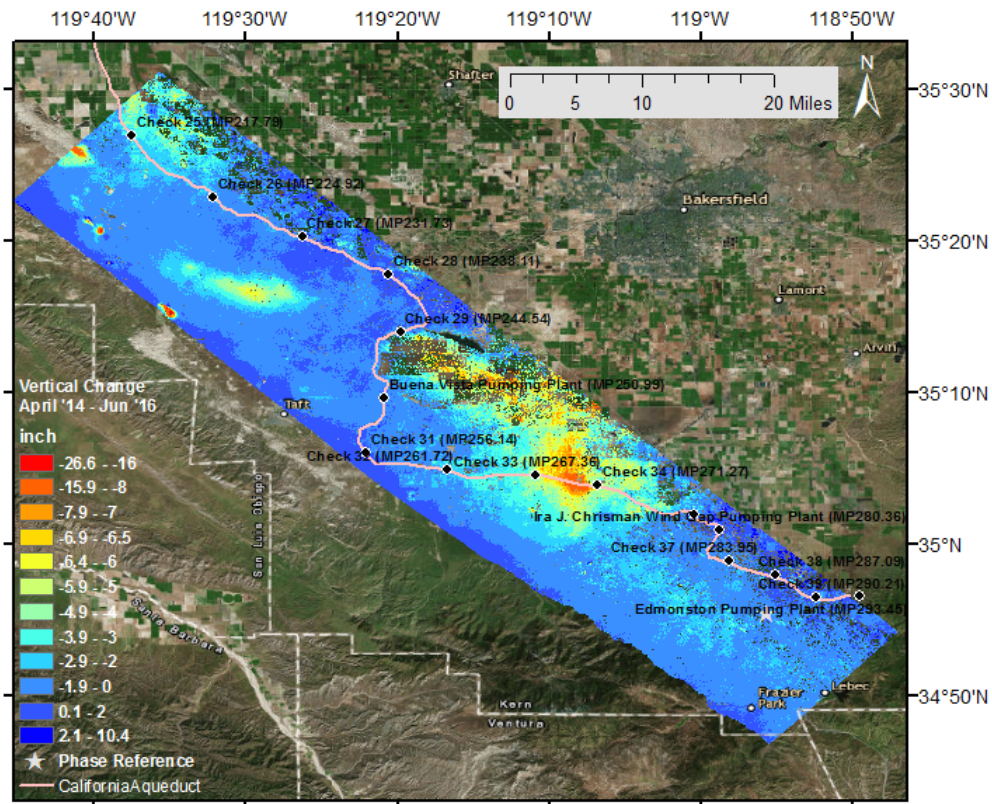 119°40'W 119°30'W 119°20'W 119°10'W 119°0'W 118°50'W
Shafter
0 5 10 20 Miles
N
35°30'N
Check 25 (MP217.79)
Check 26 (MP224.92)
Bakersfield
Check 27 (MP231.73)
35°20'N
Check 28 (MP238.11)
Lamont
Check 29 (MP244.54)
Arvin
Buena Vista Pumping Plant (MP250.99)
35°10'N
Taft
Check 31 (MP256.14)
Check 32 (MP261.72)
Check 33 (MP267.36)
Check 34 (MP271.27)
Ira J. Chrisman Wind Gap Pumping Plant (MP280.36)
35°N
Check 37 (MP283.95)
Check 38 (MP287.09)
Check 39 (MP290.21)
Edmonston Pumping Plant (MP293.45)
San Luis Obispo
Santa Barbara
Kern
Ventura
Frazier
Park
Lebec
34°50'N
Vertical Change
April '14 - Jun '16
inch
-26.6 - -16
-15.9 - -8
-7.9 - -7
-6.9 - -6.5
-6.4 - -6
-5.9 - -5
-4.9 - -4
-3.9 - -3
-2.9 - -2
-1.9 - 0
0.1 - 2
2.1 - 10.4
Phase Reference
CaliforniaAqueduct